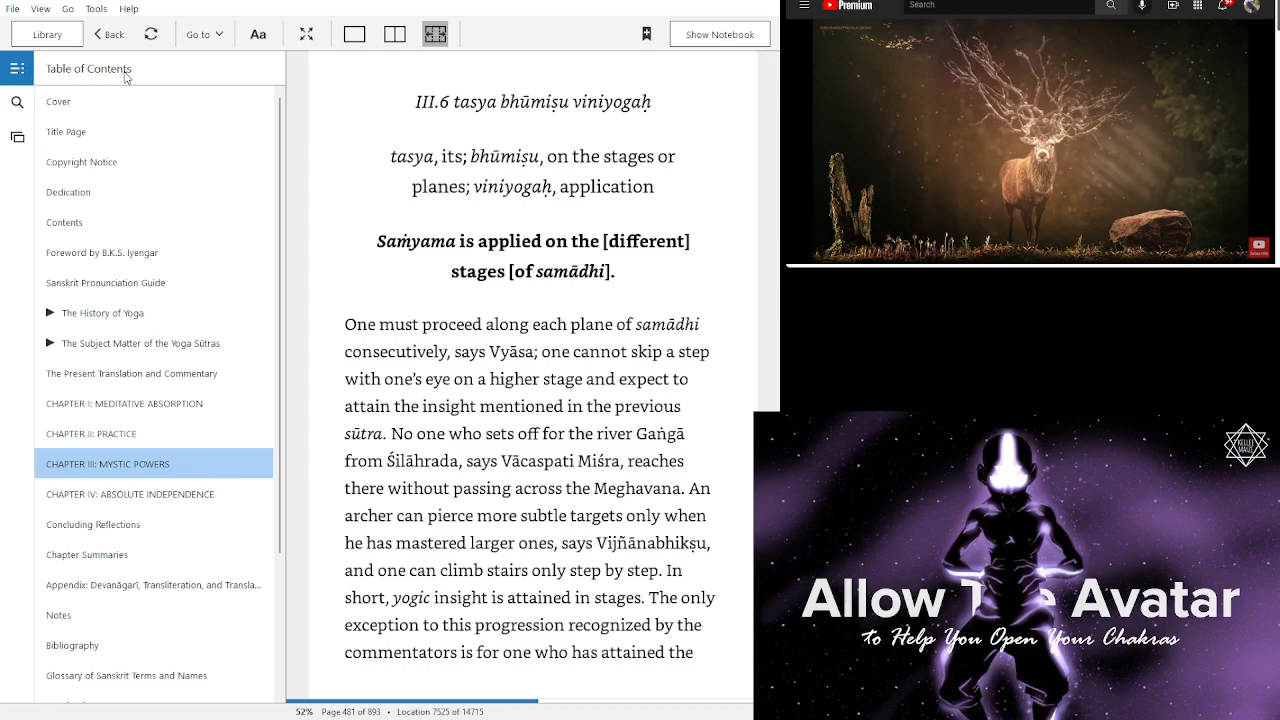 File View Go Tools Help
Library Back Go to Aa Show Notebook
Table of Contents
Cover
Title Page
Copyright Notice
Dedication
Contents
Foreword by B.K.S. Iyengar
Sanskrit Pronunciation Guide
The History of Yoga
The Subject Matter of the Yoga Sūtras
The Present Translation and Commentary
CHAPTER I: MEDITATIVE ABSORPTION
CHAPTER II: PRACTICE
CHAPTER III: MYSTIC POWERS
CHAPTER IV: ABSOLUTE INDEPENDENCE
Concluding Reflections
Chapter Summaries
Appendix: Devanāgarī, Transliteration, and Transla...
Notes
Bibliography
Glossary of Sanskrit Terms and Names
III.6 tasya bhūmiṣu viniyogaḥ
tasya, its; bhūmiṣu, on the stages or
planes; viniyogaḥ, application
Saṁyama is applied on the [different]
stages [of samādhi].
One must proceed along each plane of samādhi
consecutively, says Vyāsa; one cannot skip a step
with one’s eye on a higher stage and expect to
attain the insight mentioned in the previous
sūtra. No one who sets off for the river Gaṅgā
from Śilāhrada, says Vācaspati Miśra, reaches
there without passing across the Meghavana. An
archer can pierce more subtle targets only when
he has mastered larger ones, says Vijñānabhikṣu,
and one can climb stairs only step by step. In
short, yogic insight is attained in stages. The only
exception to this progression recognized by the
commentators is for one who has attained the
52% Page 481 of 893 • Location 7525 of 14715
Premium Search 9+
Subscribe
Allow The Avatar
to Help You Open Your Chakras